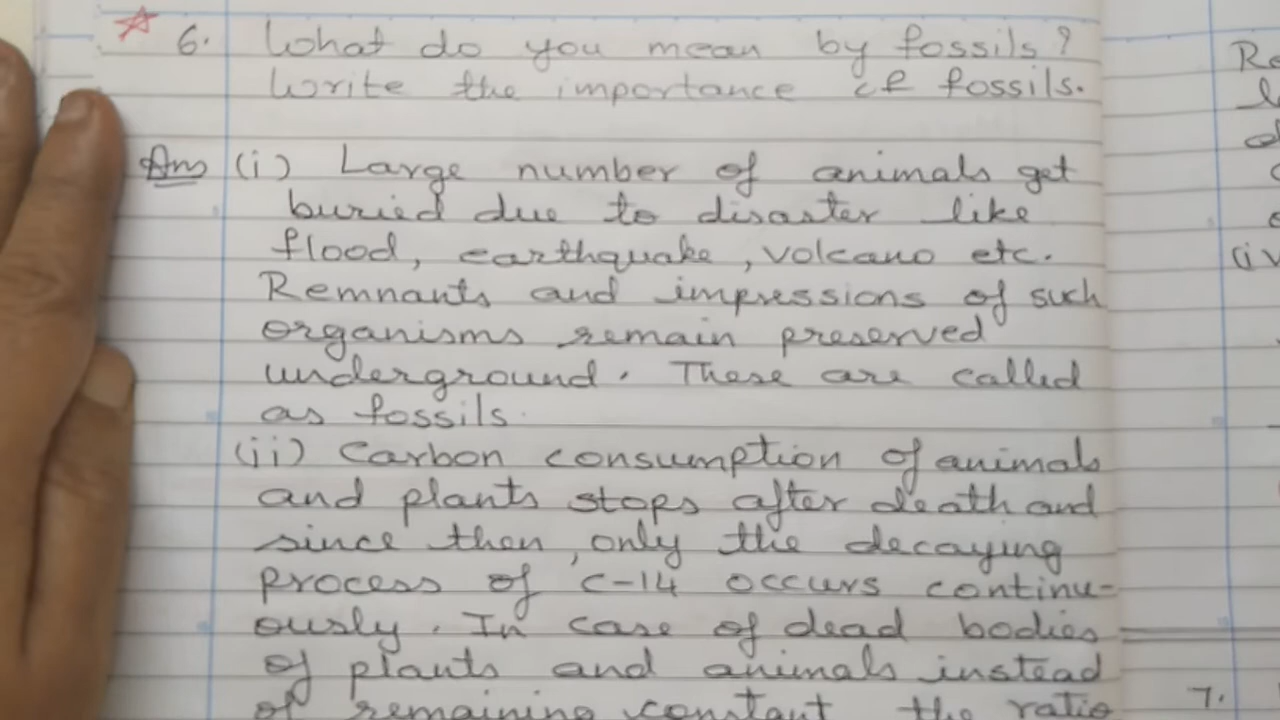 6. What do you mean by fossils?
Write the importance of fossils.
Ans (i) Large number of animals get
buried due to disaster like
flood, earthquake, volcano etc.
Remnants and impressions of such
organisms remain preserved
underground. These are called
as fossils.
(ii) Carbon consumption of animals
and plants stops after death and
since then, only the decaying
process of C-14 occurs continu-
ously. In case of dead bodies
of plants and animals instead
of remaining constant the ratio
(iv
7.